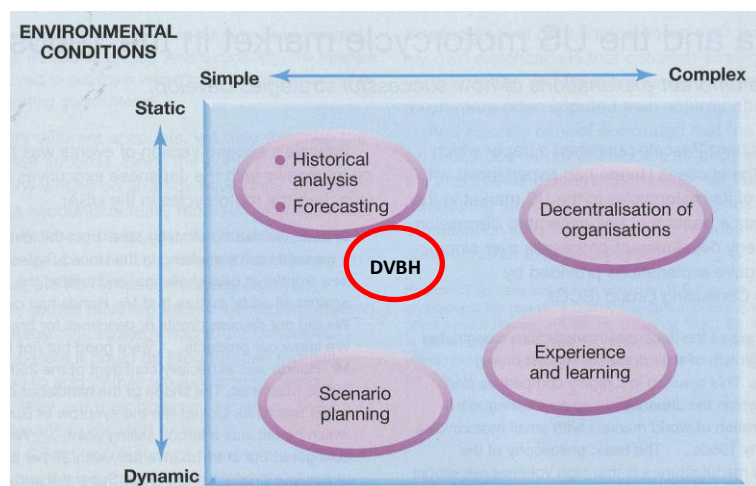 ENVIRONMENTAL
CONDITIONS
Simple
Complex
Static
• Historical
analysis
• Forecasting
Decentralisation of
organisations
DVBH
Experience
and learning
Scenario
planning
Dynamic